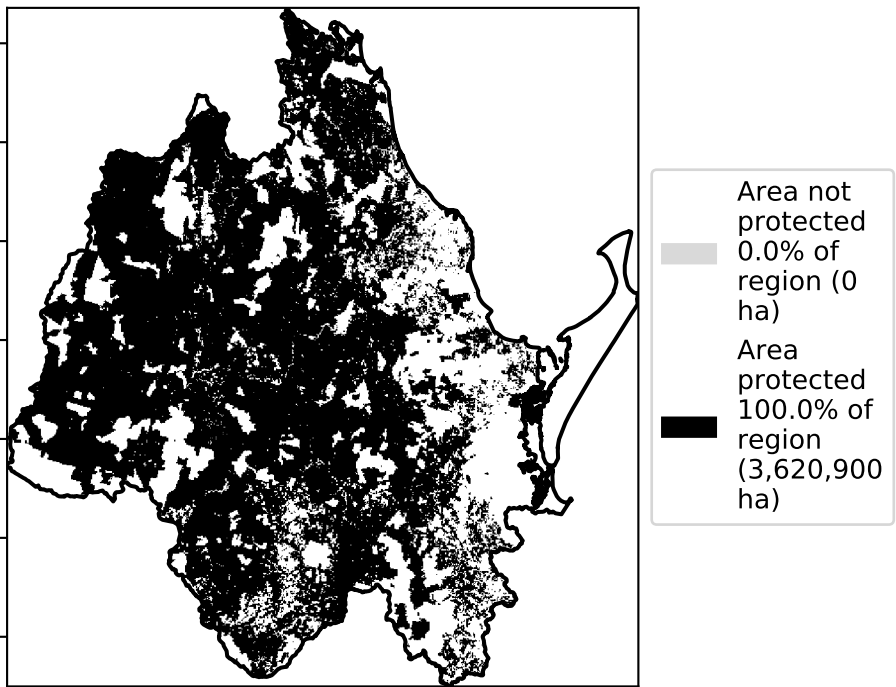 Area not
protected
0.0% of
region (0
ha)
Area
protected
100.0% of
region
(3,620,900
ha)